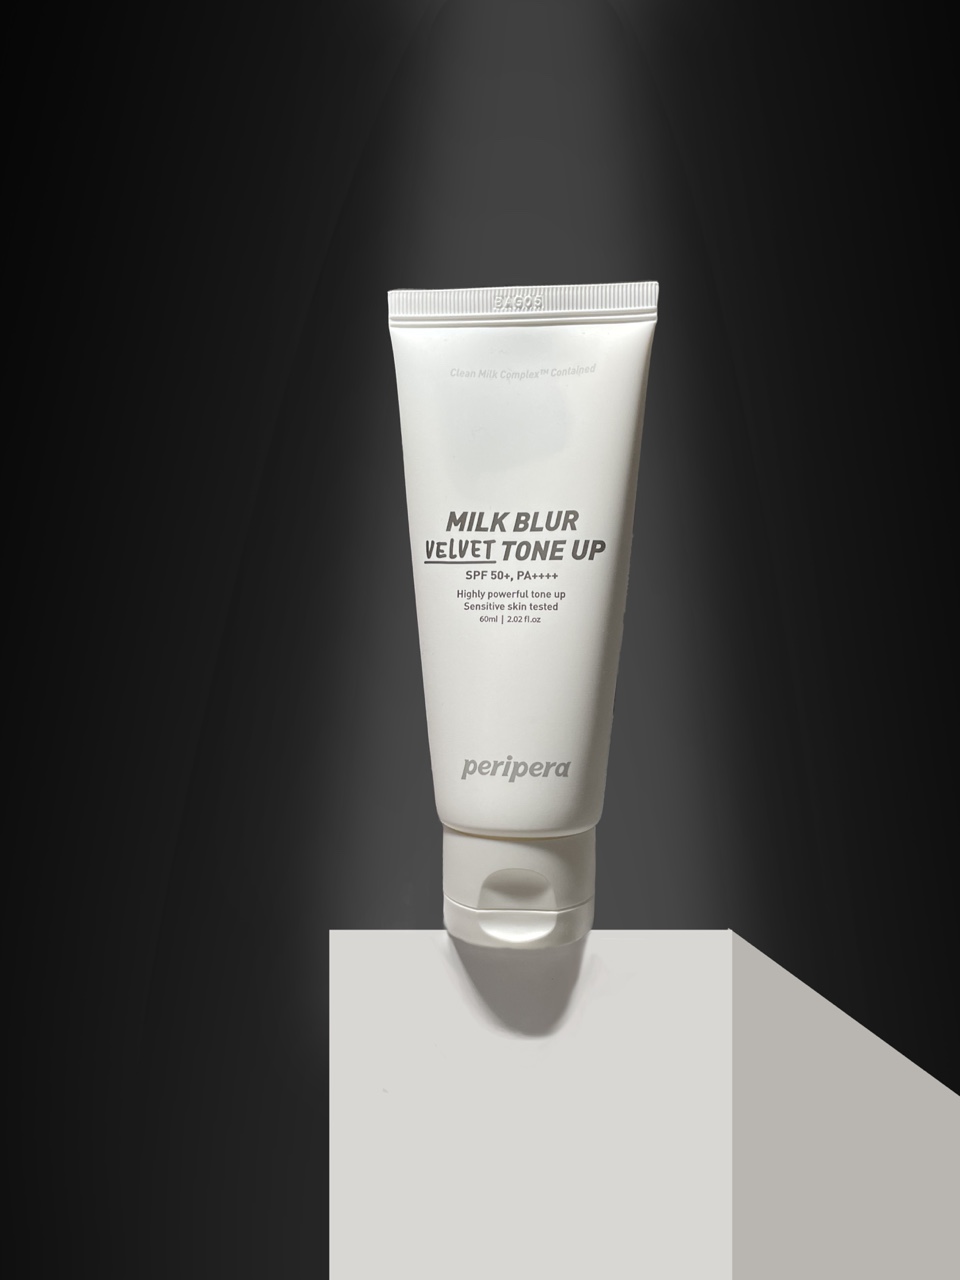 BAG05
Clean Milk Complex™ Contained
MILK BLUR
VELVET TONE UP
SPF 50+, PA++++
Highly powerful tone up
Sensitive skin tested
60ml | 2.02 fl.oz
peripera